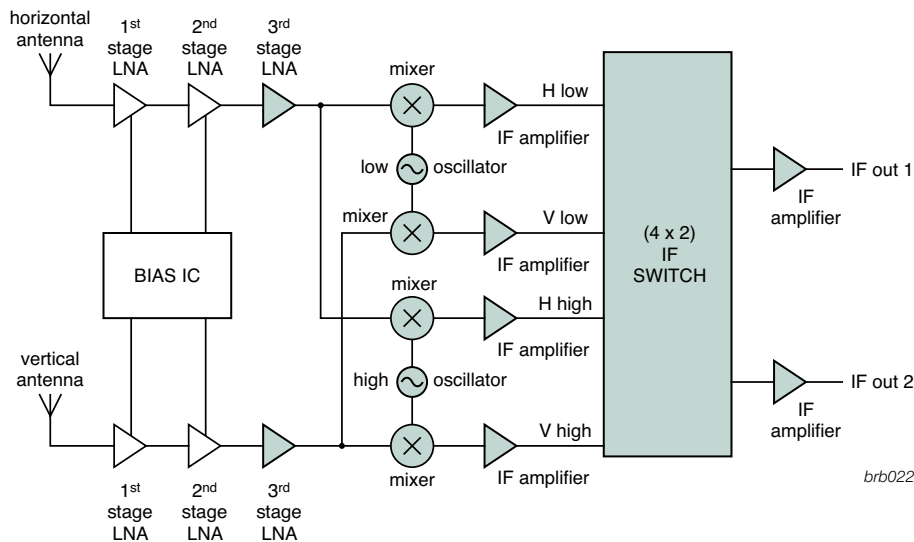 horizontal
antenna
1st
stage
LNA
2nd
stage
LNA
3rd
stage
LNA
mixer
H low
IF amplifier
low
oscillator
mixer
V low
IF amplifier
BIAS IC
(4 x 2)
IF
SWITCH
IF out 1
IF
amplifier
mixer
H high
IF amplifier
vertical
antenna
high
oscillator
IF out 2
IF
amplifier
V high
IF amplifier
mixer
1st
stage
LNA
2nd
stage
LNA
3rd
stage
LNA
brb022